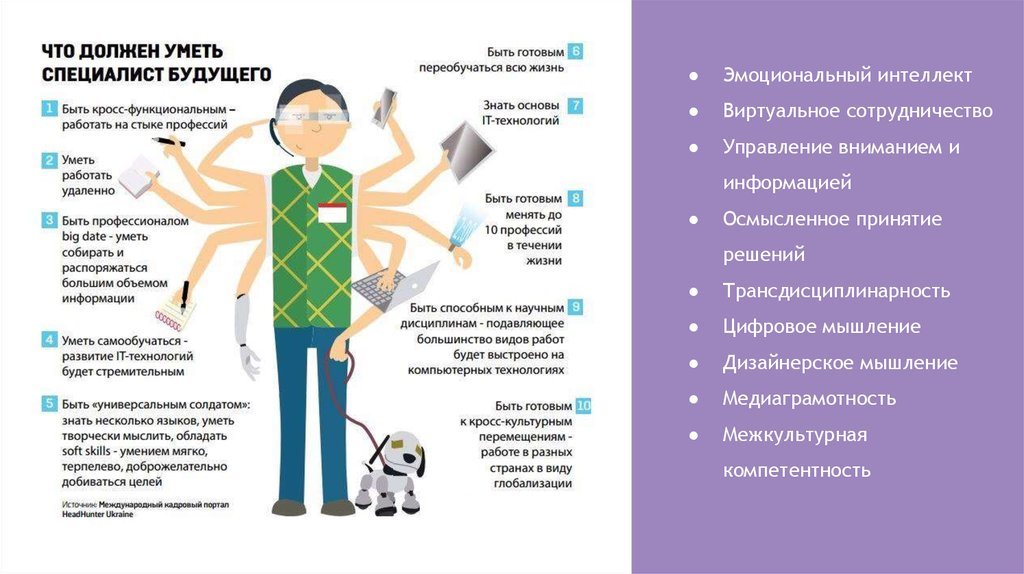 ЧТО ДОЛЖЕН УМЕТЬ
СПЕЦИАЛИСТ БУДУЩЕГО
1 Быть кросс-функциональным –
работать на стыке профессий
2 Уметь
работать
удаленно
3 Быть профессионалом
big date - уметь
собирать и
распоряжаться
большим объемом
информации
4 Уметь самообучаться -
развитие IT-технологий
будет стремительным
5 Быть «универсальным солдатом»:
знать несколько языков, уметь
творчески мыслить, обладать
soft skills - умением мягко,
терпелево, доброжелательно
добиваться целей
Источник: Международный кадровый портал
HeadHunter Ukraine
Быть готовым 6
переобучаться всю жизнь
Знать основы 7
IT-технологий
Быть готовым 8
менять до
10 профессий
в течении
жизни
Быть способным к научным 9
дисциплинам - подавляющее
большинство видов работ
будет выстроено на
компьютерных технологиях
Быть готовым 10
к кросс-культурным
перемещениям -
работе в разных
странах в виду
глобализации
● Эмоциональный интеллект
● Виртуальное сотрудничество
● Управление вниманием и
информацией
● Осмысленное принятие
решений
● Трансдисциплинарность
● Цифровое мышление
● Дизайнерское мышление
● Медиаграмотность
● Межкультурная
компетентность